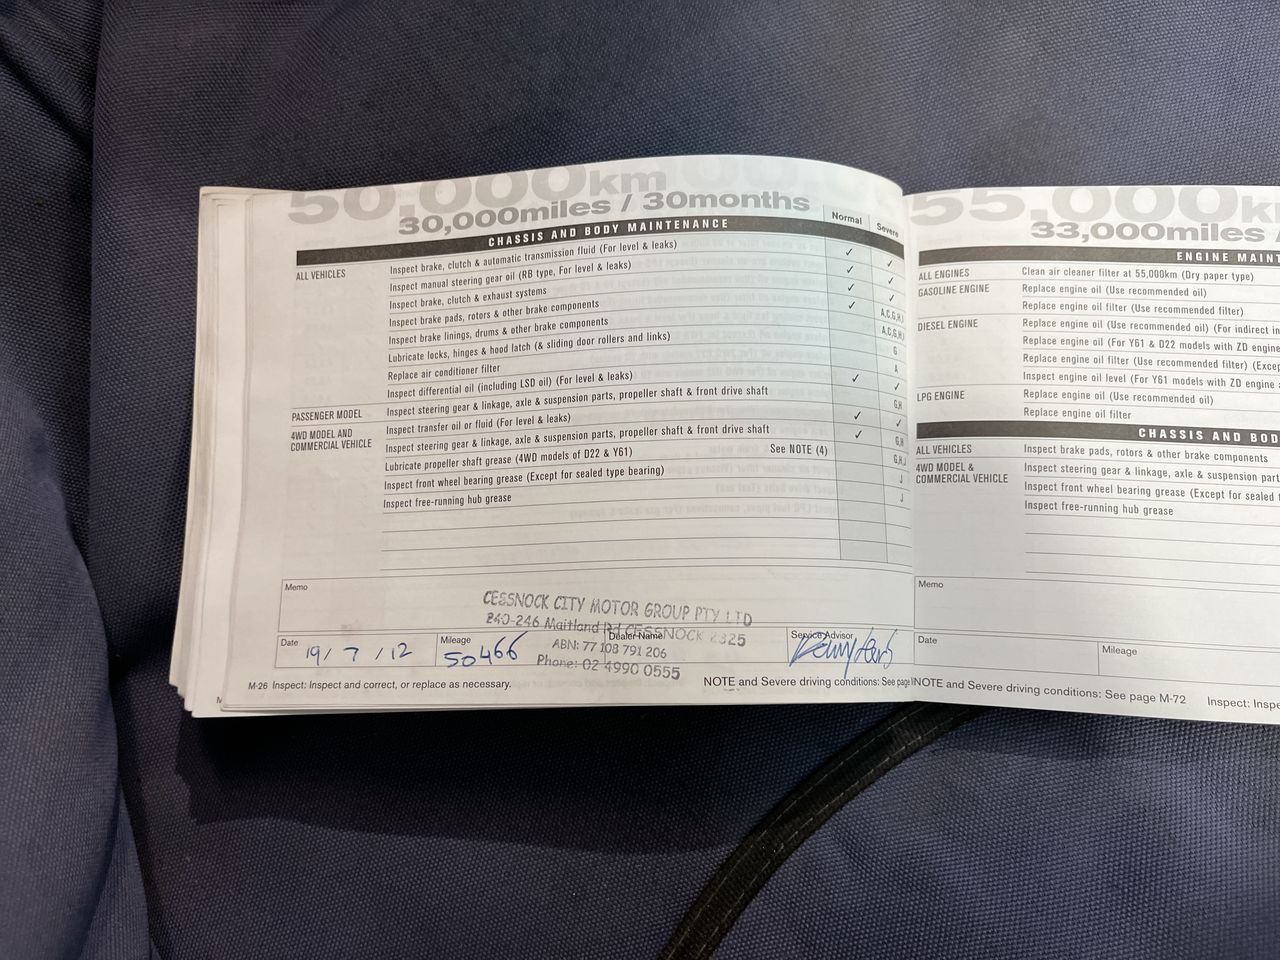 50,000km
30,000miles / 30months
Normal Severe
CHASSIS AND BODY MAINTENANCE
ALL VEHICLES Inspect brake, clutch & automatic transmission fluid (For level & leaks) ✓ ✓
Inspect manual steering gear oil (RB type, For level & leaks) ✓ ✓
Inspect brake, clutch & exhaust systems ✓ ✓
Inspect brake pads, rotors & other brake components ✓ A,C,G,H,
Inspect brake linings, drums & other brake components A,C,G,H,
Lubricate locks, hinges & hood latch (& sliding door rollers and links) G
Replace air conditioner filter A
Inspect differential oil (including LSD oil) (For level & leaks) ✓ ✓
PASSENGER MODEL Inspect steering gear & linkage, axle & suspension parts, propeller shaft & front drive shaft G,H
4WD MODEL AND COMMERCIAL VEHICLE Inspect transfer oil or fluid (For level & leaks) ✓ ✓
Inspect steering gear & linkage, axle & suspension parts, propeller shaft & front drive shaft ✓ G,H
Lubricate propeller shaft grease (4WD models of D22 & Y61) See NOTE (4) G,H,J
Inspect front wheel bearing grease (Except for sealed type bearing) J
Inspect free-running hub grease J
Memo
CESSNOCK CITY MOTOR GROUP PTY LTD
240-246 Maitland Rd CESSNOCK 2325
ABN: 77 108 791 206
Phone: 02 4990 0555
Date 19/7/12 Mileage 50466 Dealer Name Service Advisor
M-26 Inspect: Inspect and correct, or replace as necessary. NOTE and Severe driving conditions: See page
55,000k
33,000miles /
ENGINE MAINT
ALL ENGINES Clean air cleaner filter at 55,000km (Dry paper type)
GASOLINE ENGINE Replace engine oil (Use recommended oil)
Replace engine oil filter (Use recommended filter)
DIESEL ENGINE Replace engine oil (Use recommended oil) (For indirect in
Replace engine oil (For Y61 & D22 models with ZD engine
Replace engine oil filter (Use recommended filter) (Excep
Inspect engine oil level (For Y61 models with ZD engine
LPG ENGINE Replace engine oil (Use recommended oil)
Replace engine oil filter
CHASSIS AND BOD
ALL VEHICLES Inspect brake pads, rotors & other brake components
4WD MODEL & COMMERCIAL VEHICLE Inspect steering gear & linkage, axle & suspension part
Inspect front wheel bearing grease (Except for sealed
Inspect free-running hub grease
Memo
Date Mileage
NOTE and Severe driving conditions: See page M-72 Inspect: Inspe